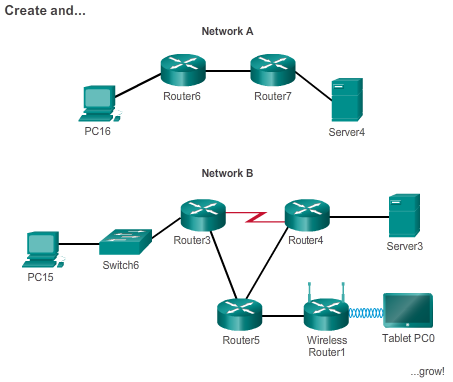 Create and...
Network A
Router6
Router7
PC16
Server4
Network B
Router3
Router4
Server3
PC15
Switch6
Router5
Wireless
Router1
Tablet PC0
...grow!